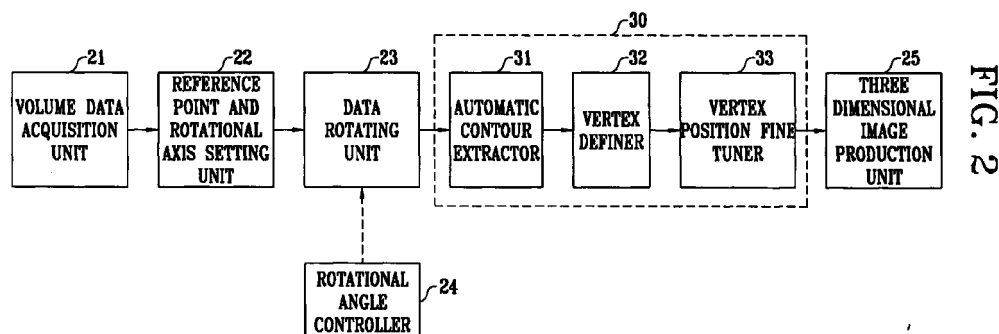 30
21
VOLUME DATA
ACQUISITION
UNIT
22
REFERENCE
POINT AND
ROTATIONAL
AXIS SETTING
UNIT
23
DATA
ROTATING
UNIT
31
AUTOMATIC
CONTOUR
EXTRACTOR
32
VERTEX
DEFINER
33
VERTEX
POSITION FINE
TUNER
25
THREE
DIMENSIONAL
IMAGE
PRODUCTION
UNIT
ROTATIONAL
ANGLE
CONTROLLER
24
FIG. 2